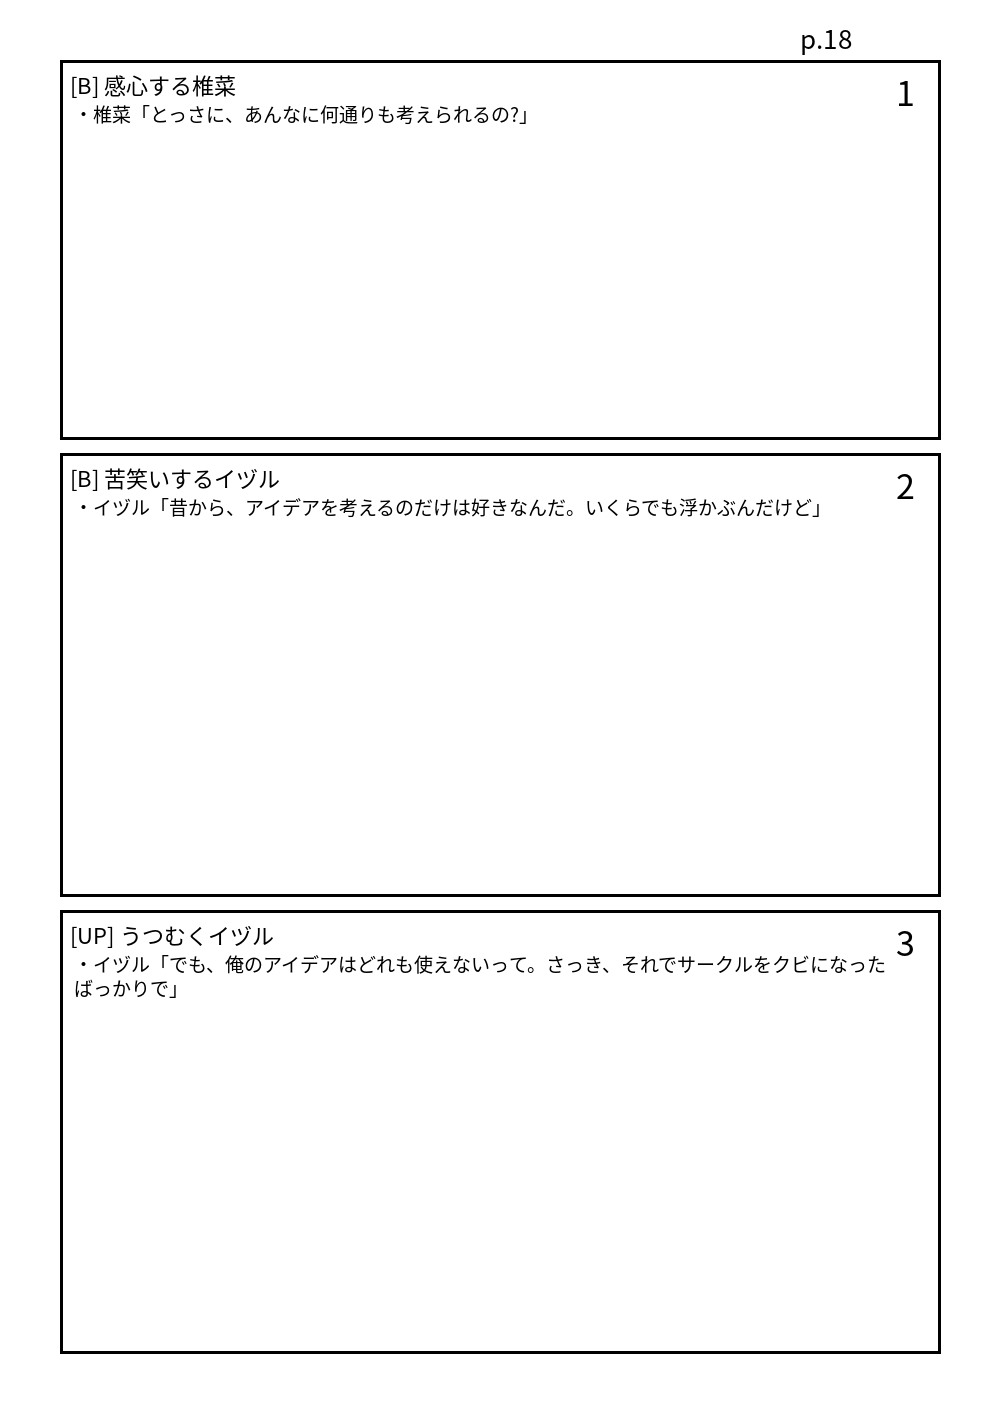 p.18
[B] 感心する椎菜
1
・椎菜「とっさに、あんなに何通りも考えられるの?」
[B] 苦笑いするイヅル
2
・イヅル「昔から、アイデアを考えるのだけは好きなんだ。いくらでも浮かぶんだけど」
[UP] うつむくイヅル
3
・イヅル「でも、俺のアイデアはどれも使えないって。さっき、それでサークルをクビになった
ばっかりで」